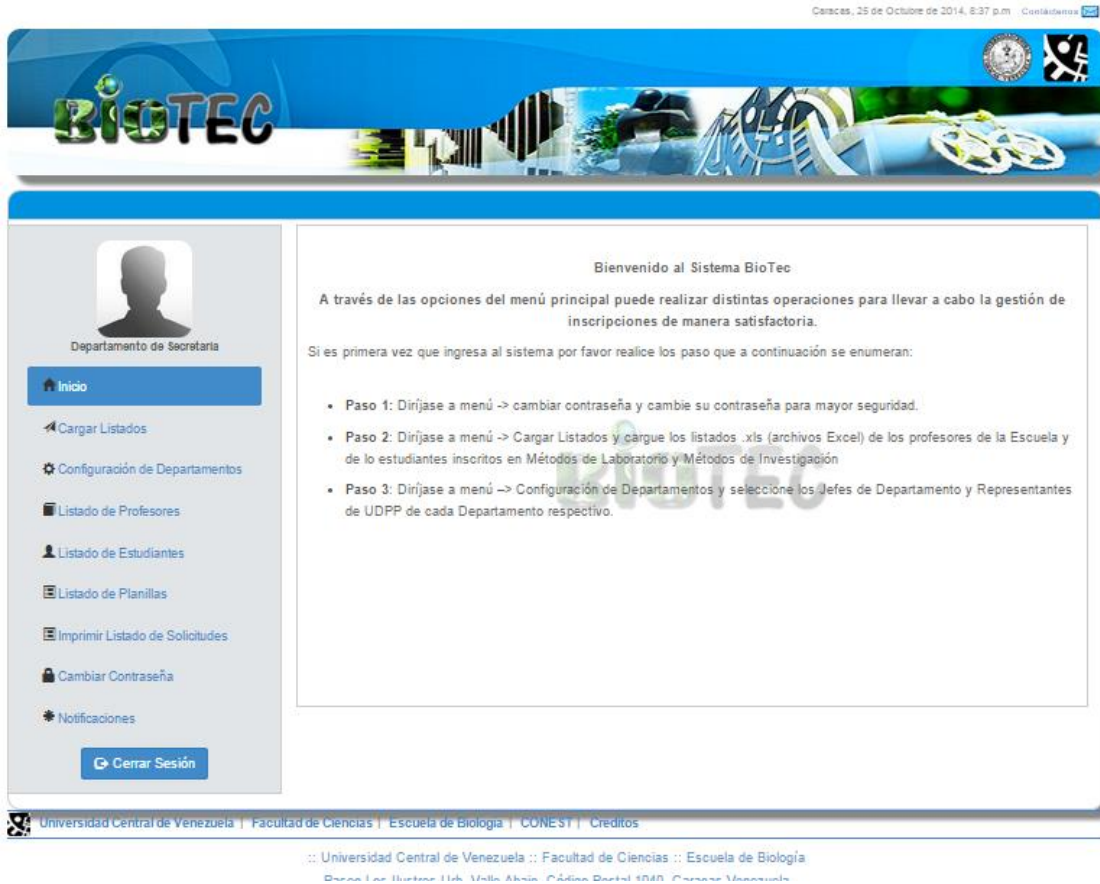 Caracas, 25 de Octubre de 2014, 8:37 p.m Contáctenos
BIOTEC
Bienvenido al Sistema BioTec
A través de las opciones del menú principal puede realizar distintas operaciones para llevar a cabo la gestión de
inscripciones de manera satisfactoria.
Si es primera vez que ingresa al sistema por favor realice los paso que a continuación se enumeran:
• Paso 1: Diríjase a menú -> cambiar contraseña y cambie su contraseña para mayor seguridad.
• Paso 2: Diríjase a menú -> Cargar Listados y cargue los listados .xls (archivos Excel) de los profesores de la Escuela y
de lo estudiantes inscritos en Métodos de Laboratorio y Métodos de Investigación
• Paso 3: Diríjase a menú –> Configuración de Departamentos y seleccione los Jefes de Departamento y Representantes
de UDPP de cada Departamento respectivo.
BIOTEC
Departamento de Secretaria
Inicio
Cargar Listados
Configuración de Departamentos
Listado de Profesores
Listado de Estudiantes
Listado de Planillas
Imprimir Listado de Solicitudes
Cambiar Contraseña
Notificaciones
Cerrar Sesión
Universidad Central de Venezuela | Facultad de Ciencias | Escuela de Biología | CONEST | Creditos
:: Universidad Central de Venezuela :: Facultad de Ciencias :: Escuela de Biología